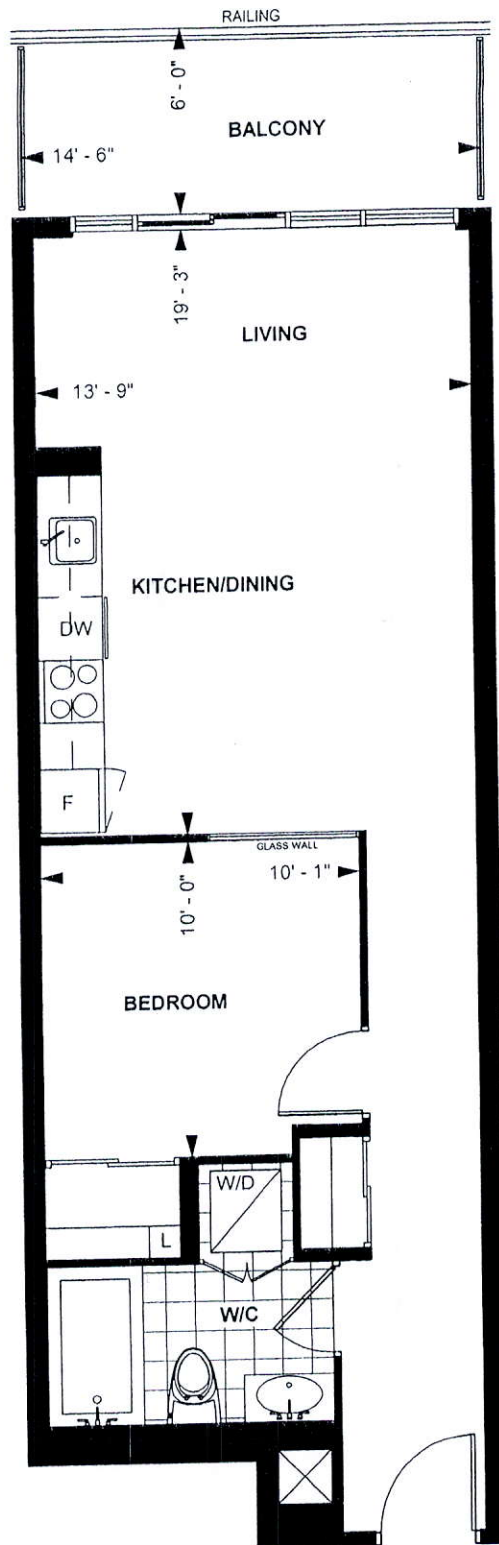 RAILING
6' - 0"
BALCONY
14' - 6"
19' - 3"
LIVING
13' - 9"
KITCHEN/DINING
DW
F
GLASS WALL
10' - 0"
10' - 1"
BEDROOM
W/D
L
W/C